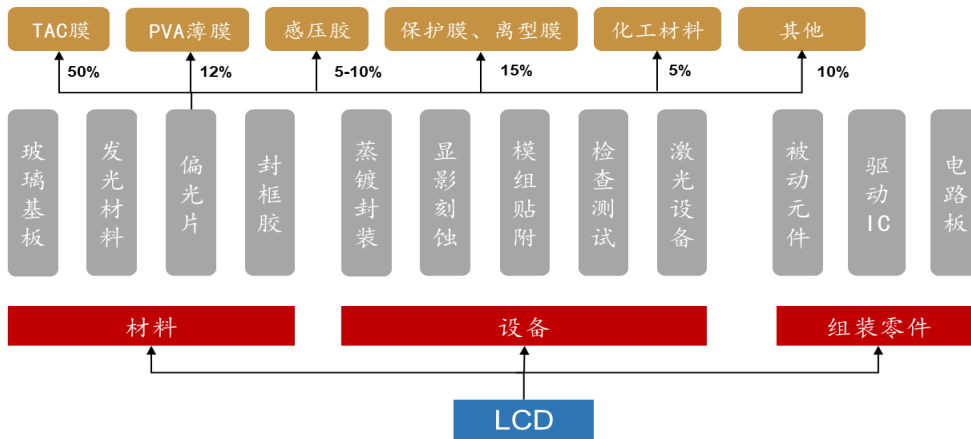 TAC膜
PVA薄膜
感压胶
保护膜、离型膜
化工材料
其他
50%
12%
5-10%
15%
5%
10%
玻璃基板
发光材料
偏光片
封框胶
蒸镀封装
显影刻蚀
模组贴附
检查测试
激光设备
被动元件
驱动IC
电路板
材料
设备
组装零件
LCD